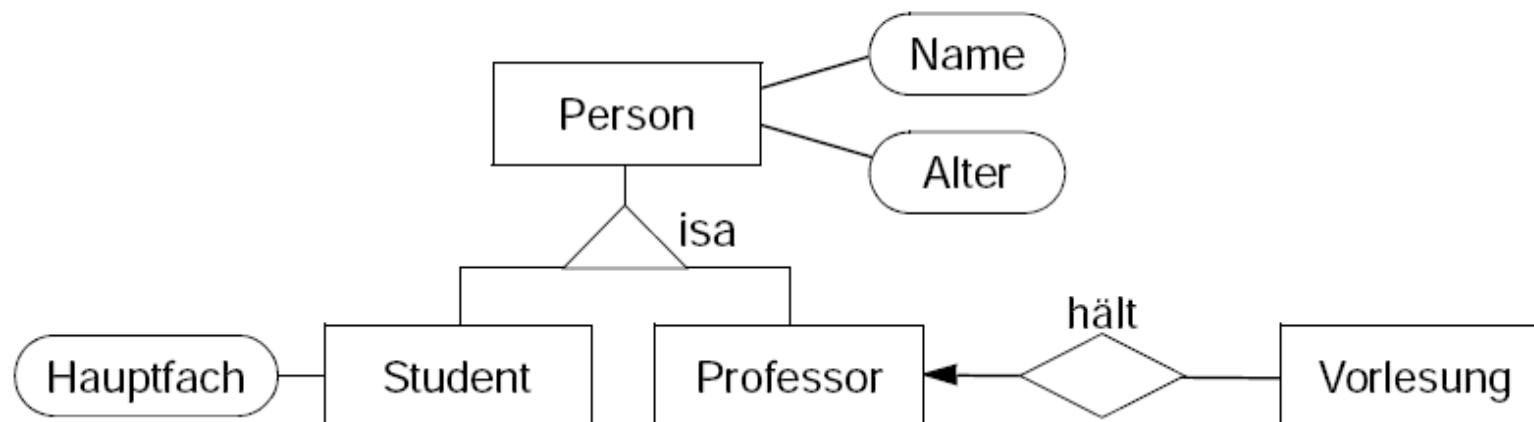 Name
Person
Alter
isa
hält
Hauptfach
Student
Professor
Vorlesung